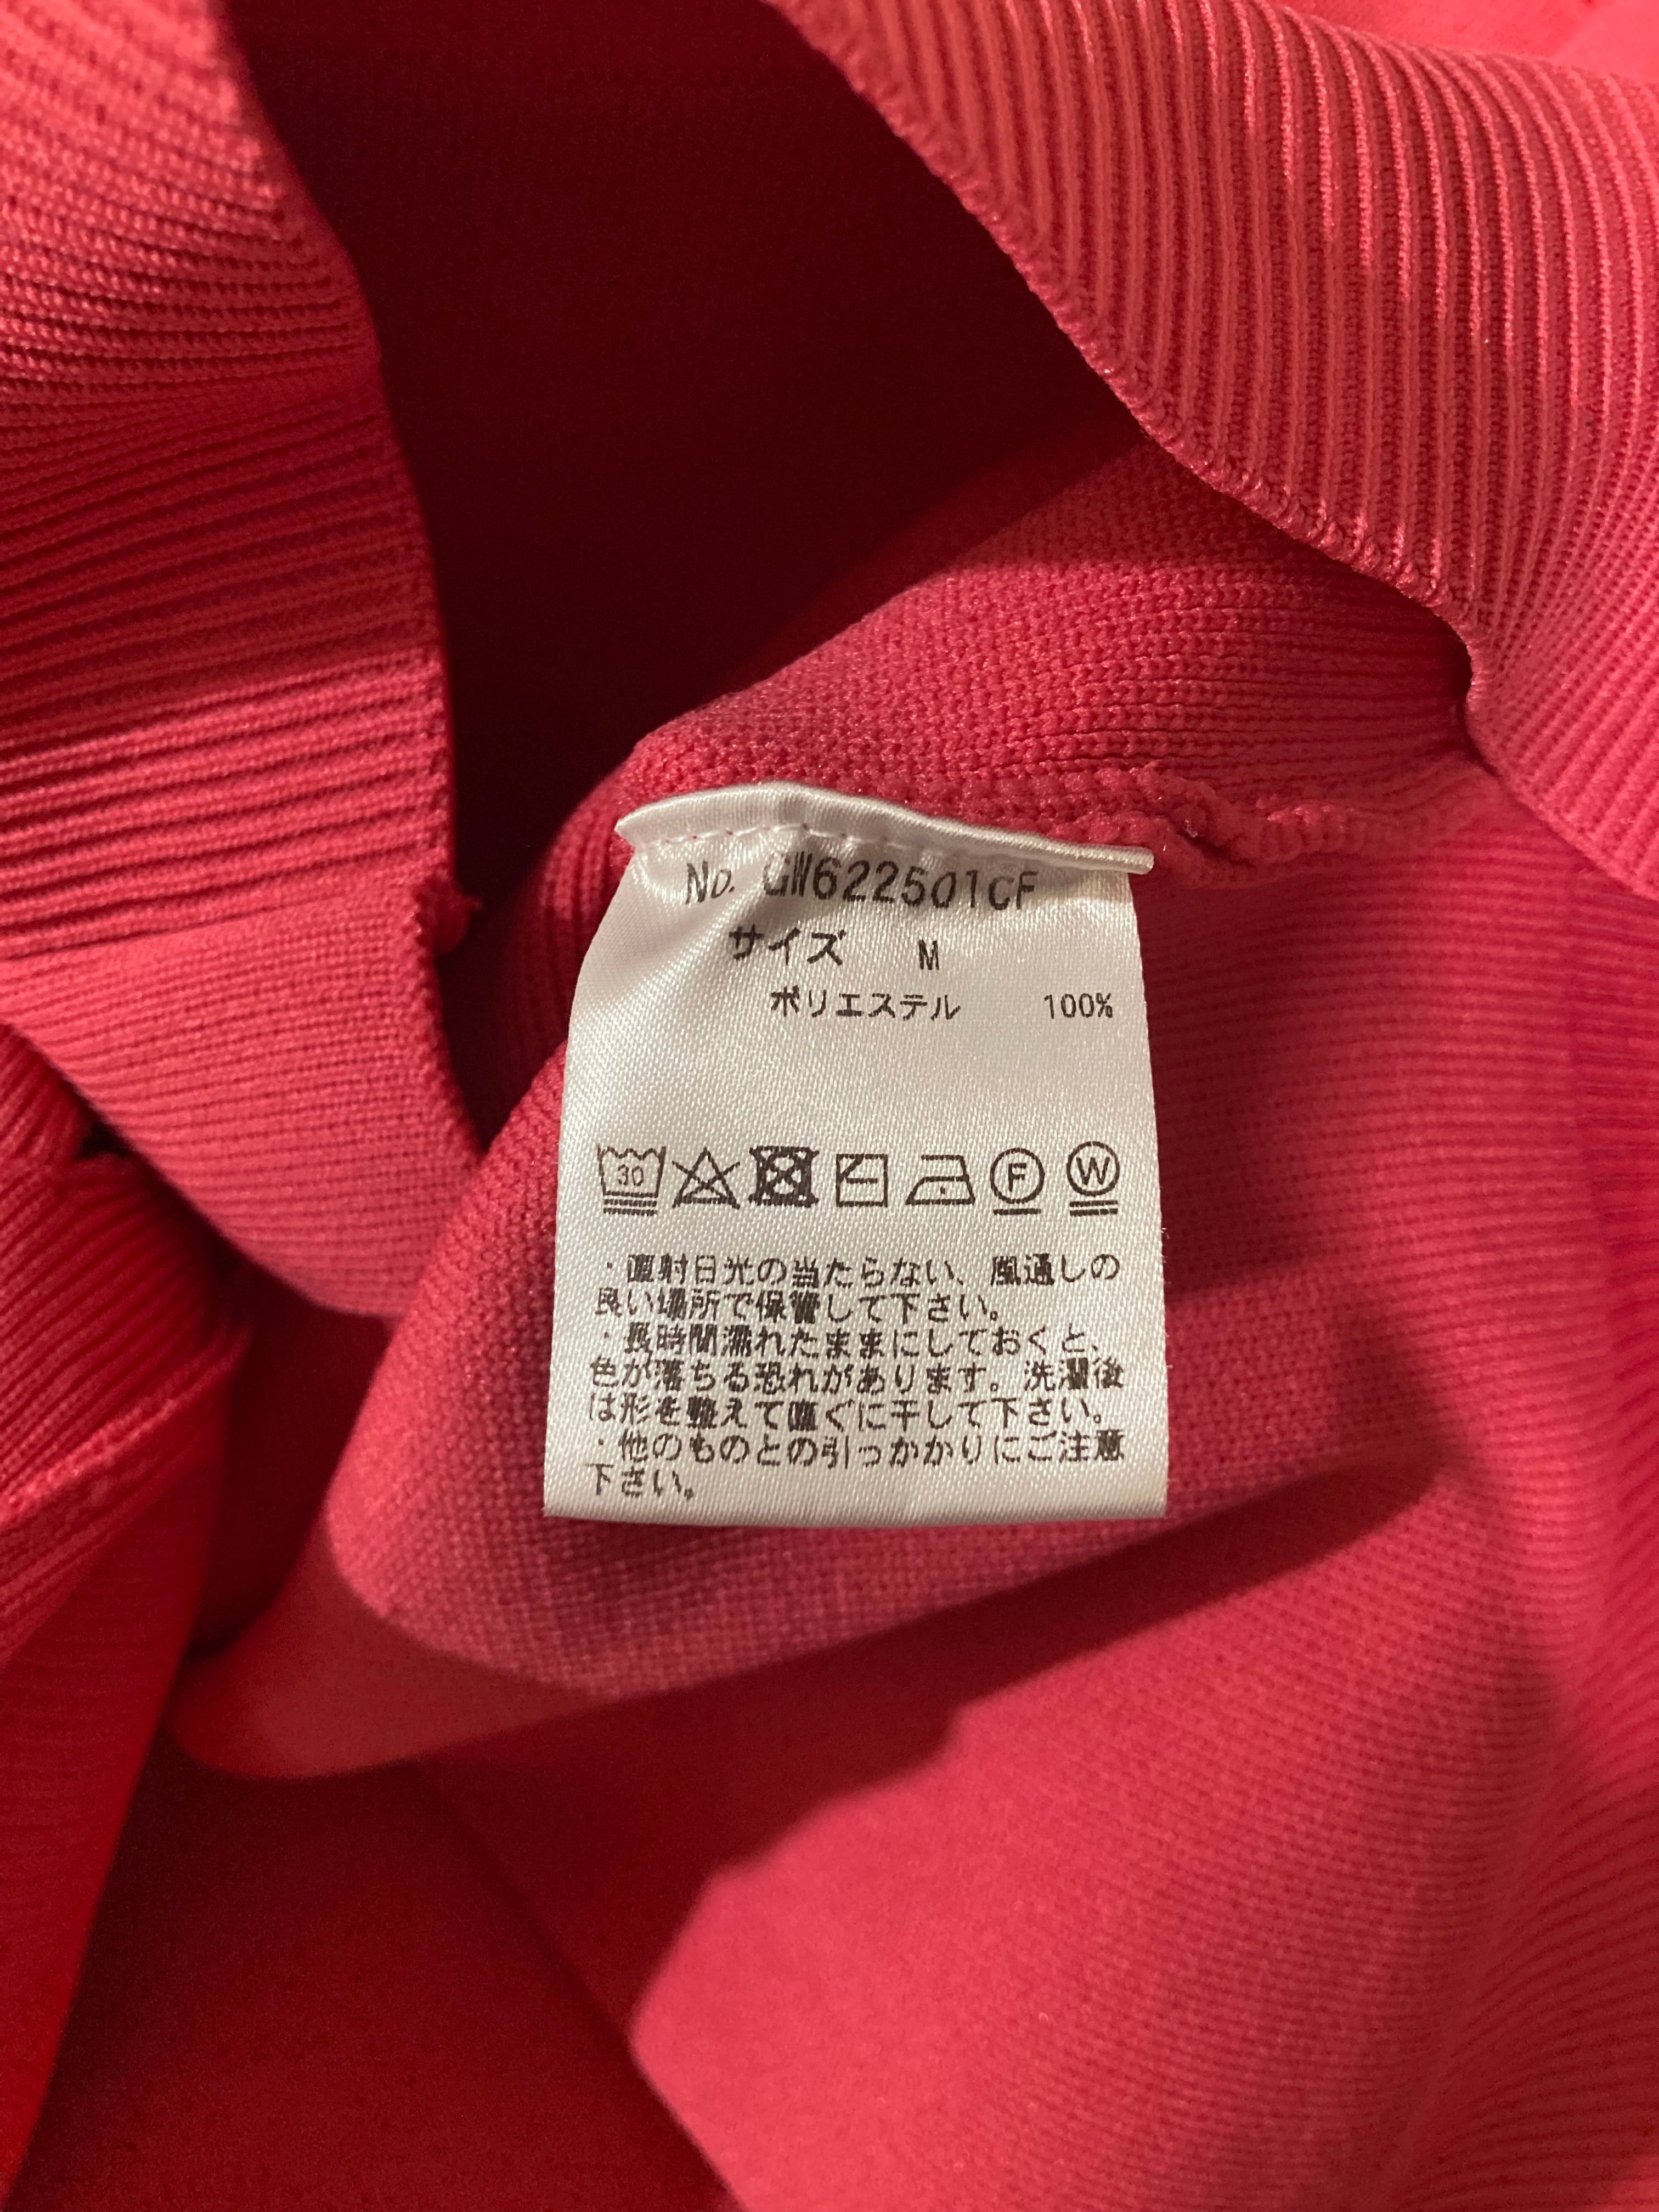 No. GW622501CF
サイズ M
ポリエステル 100%
30 F W
・直射日光の当たらない、風通しの
良い場所で保管して下さい。
・長時間濡れたままにしておくと、
色が落ちる恐れがあります。洗濯後
は形を整えて直ぐに干して下さい。
・他のものとの引っかかりにご注意
下さい。